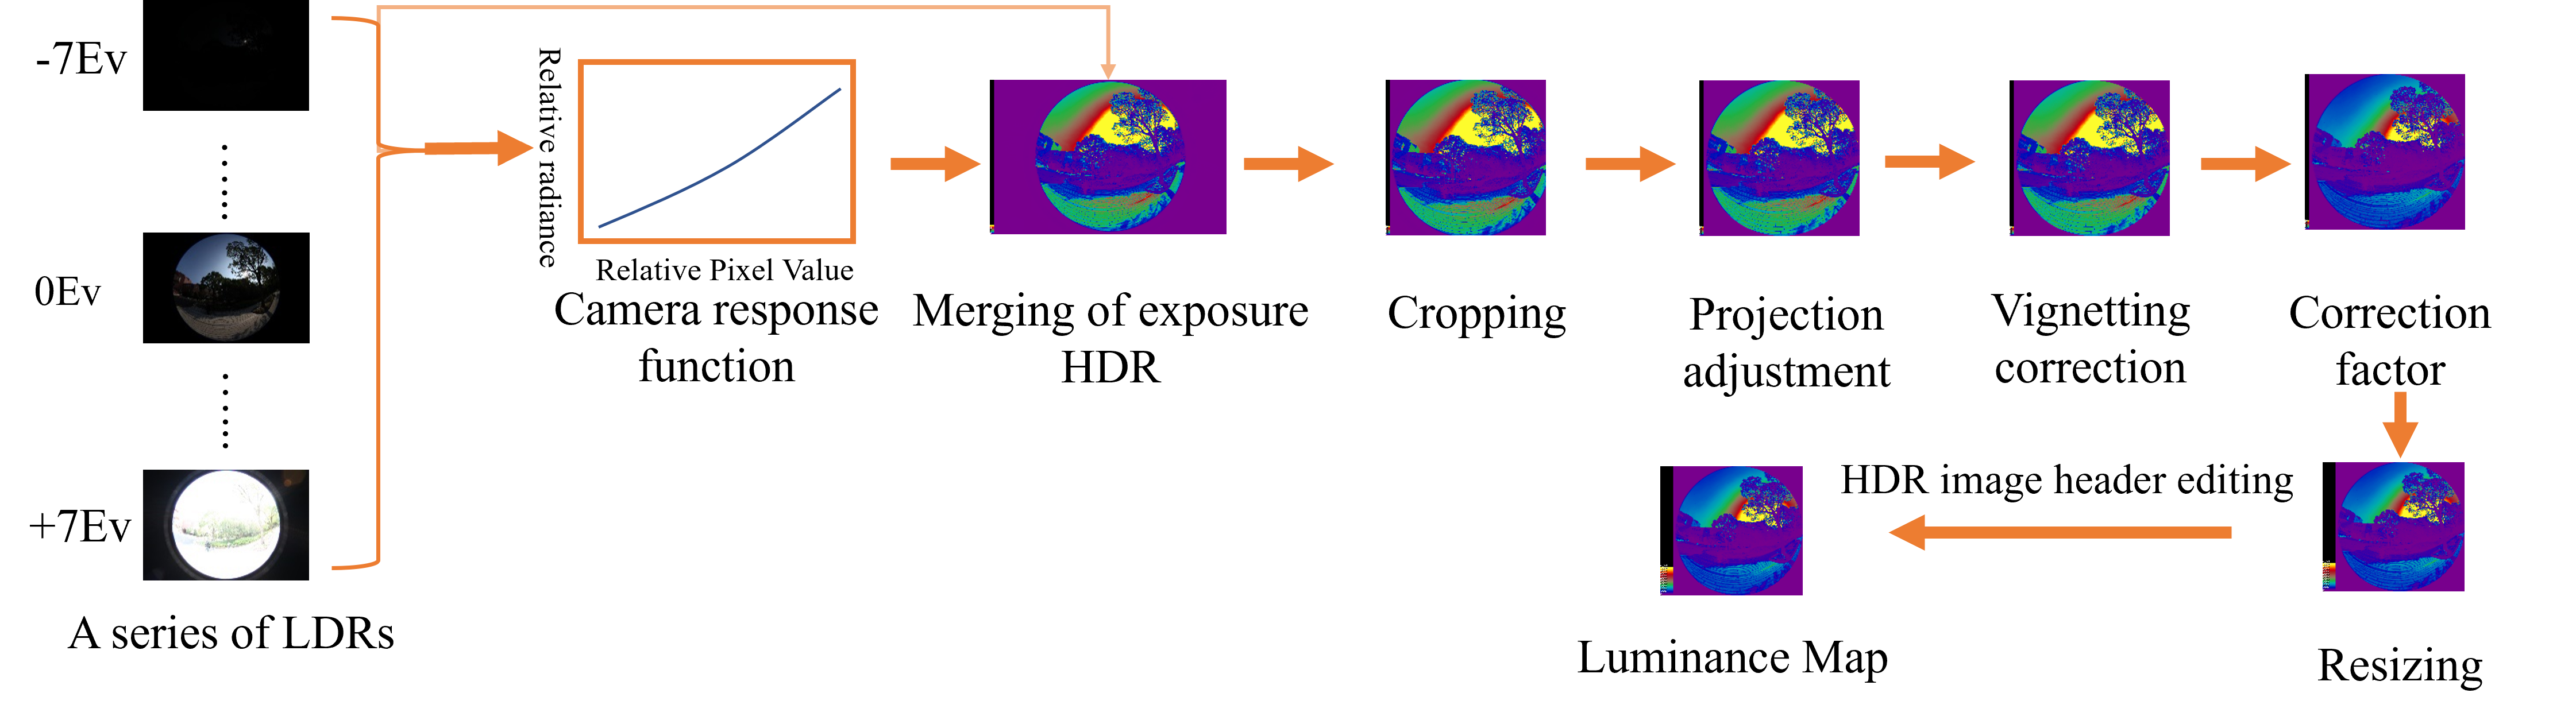 -7Ev
0Ev
+7Ev
A series of LDRs
Relative radiance
Relative Pixel Value
Camera response
function
Merging of exposure
HDR
Cropping
Projection
adjustment
Vignetting
correction
Correction
factor
HDR image header editing
Luminance Map
Resizing